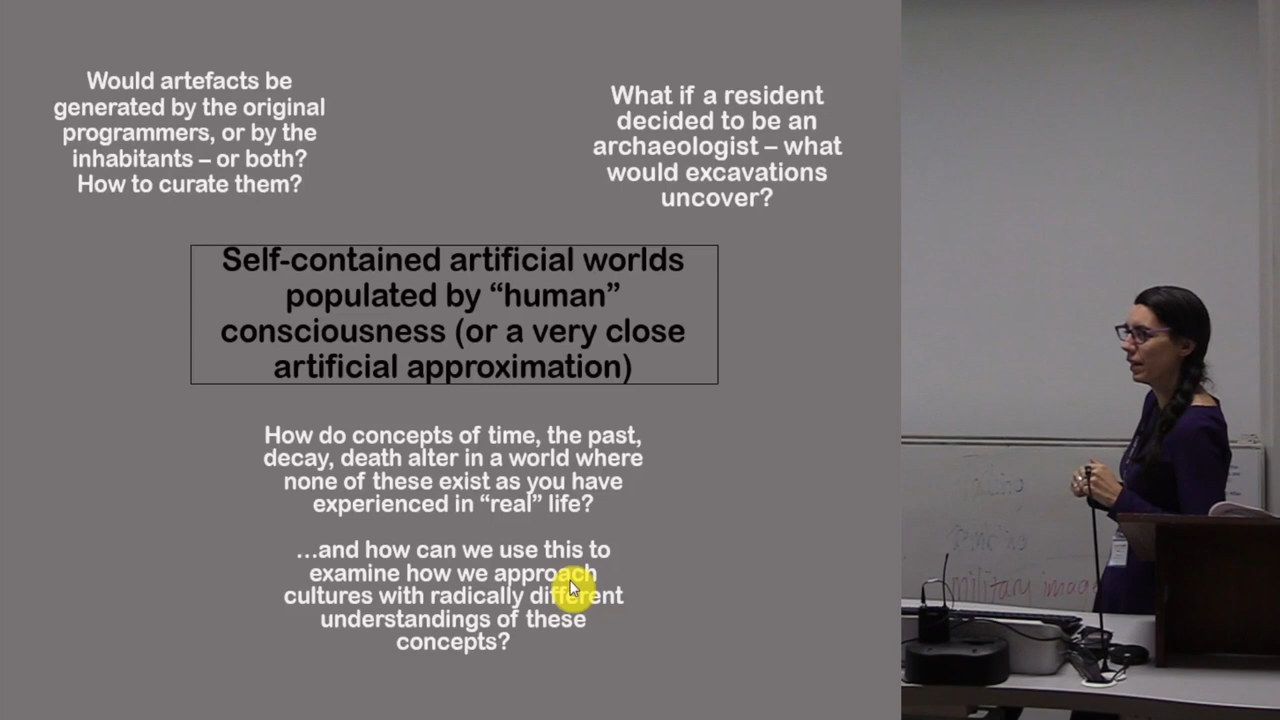 Would artefacts be
generated by the original
programmers, or by the
inhabitants – or both?
How to curate them?
What if a resident
decided to be an
archaeologist – what
would excavations
uncover?
Self-contained artificial worlds
populated by “human”
consciousness (or a very close
artificial approximation)
How do concepts of time, the past,
decay, death alter in a world where
none of these exist as you have
experienced in “real” life?
…and how can we use this to
examine how we approach
cultures with radically different
understandings of these
concepts?
military